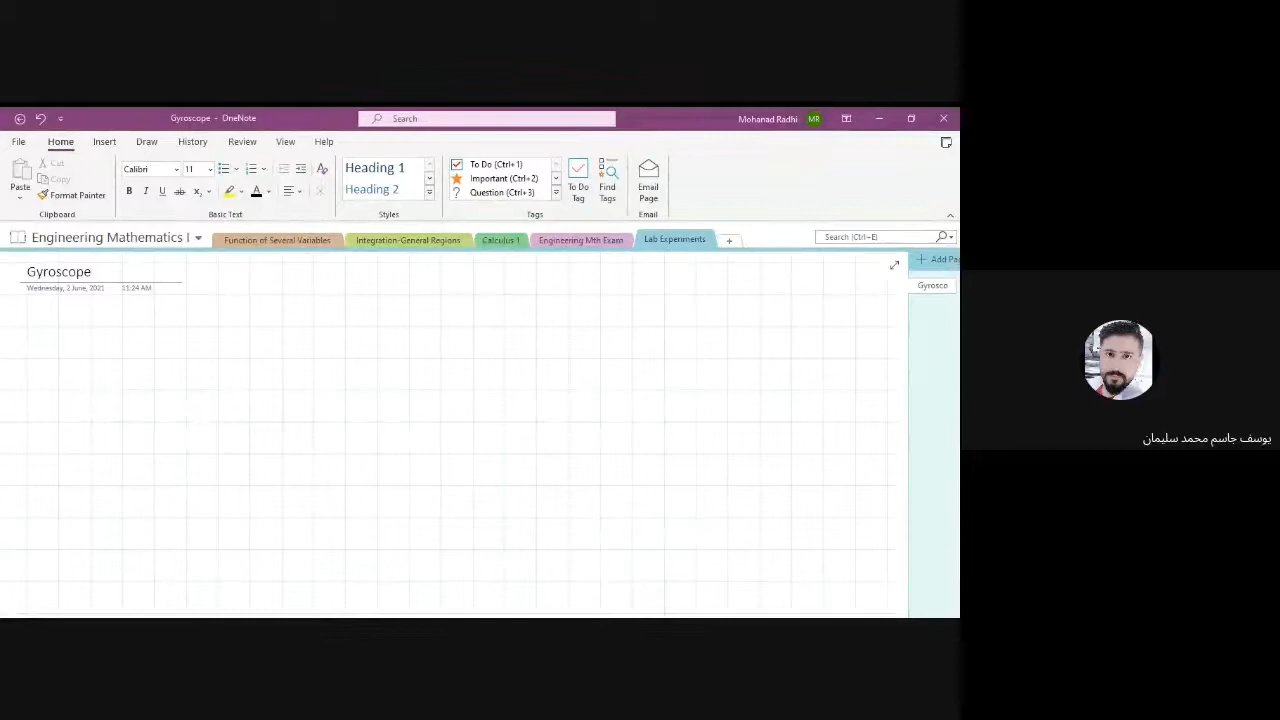 Gyroscope - OneNote
Search
Mohanad Radhi
MR
File Home Insert Draw History Review View Help
Paste
Cut
Copy
Format Painter
Clipboard
Calibri 11
B I U ab x
A
Basic Text
Heading 1
Heading 2
Styles
To Do (Ctrl+1)
Important (Ctrl+2)
Question (Ctrl+3)
To Do Tag
Find Tags
Tags
Email Page
Email
Engineering Mathematics I
Function of Several Variables
Integration-General Regions
Calculus 1
Engineering Mth Exam
Lab Experiments
+
Search (Ctrl+E)
Gyroscope
Wednesday, 2 June, 2021 11:24 AM
+ Add Pa
Gyrosco
يوسف جاسم محمد سليمان